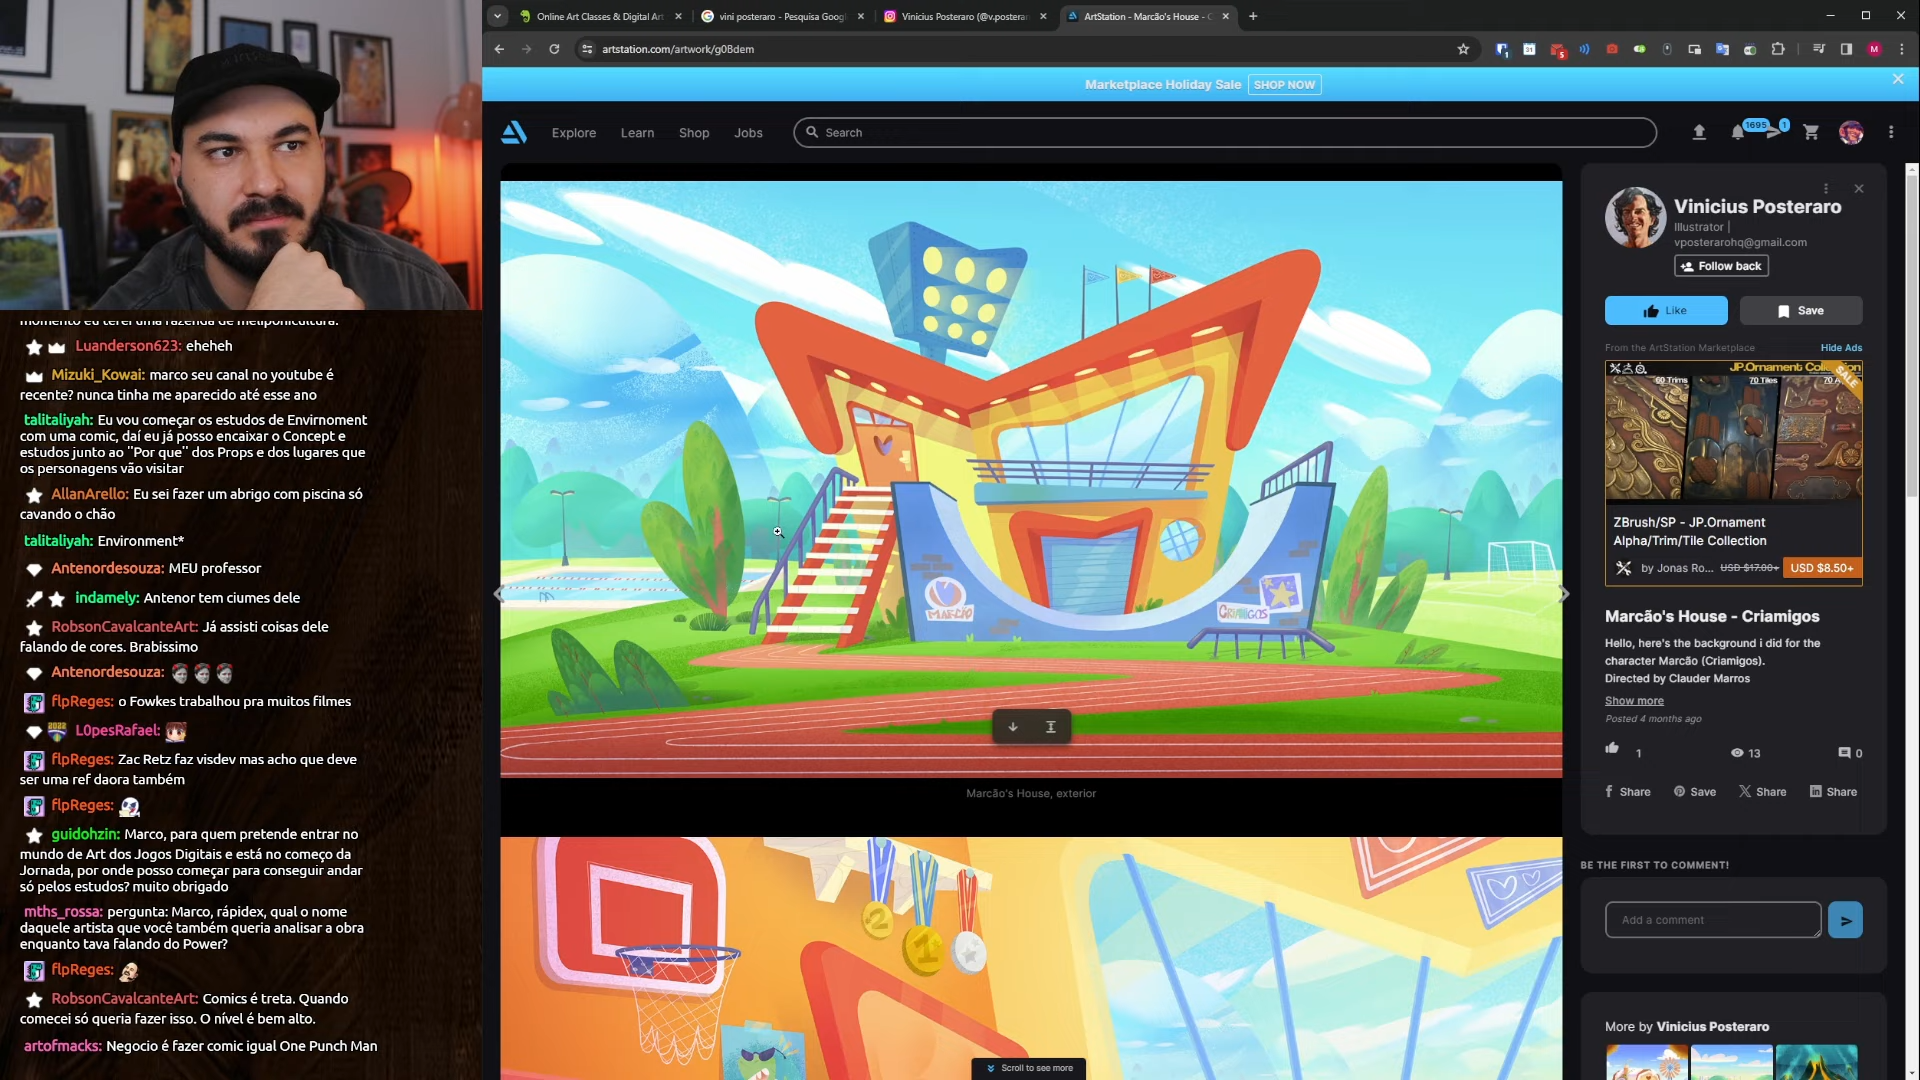 Online Art Classes & Digital Art
vini posteraro - Pesquisa Goog
Vinicius Posteraro (@v.posterar
ArtStation - Marcão's House - C
artstation.com/artwork/g0Bdem
Marketplace Holiday Sale
SHOP NOW
Explore
Learn
Shop
Jobs
Search
1695
1
momento eu terei uma fazenda de meliponicultura.
Luanderson623: eheheh
Mizuki_Kowai: marco seu canal no youtube é
recente? nunca tinha me aparecido até esse ano
talitaliyah: Eu vou começar os estudos de Envirnoment
com uma comic, daí eu já posso encaixar o Concept e
estudos junto ao "Por que" dos Props e dos lugares que
os personagens vão visitar
AllanArello: Eu sei fazer um abrigo com piscina só
cavando o chão
talitaliyah: Environment*
Antenordesouza: MEU professor
indamely: Antenor tem ciumes dele
RobsonCavalcanteArt: Já assisti coisas dele
falando de cores. Brabissimo
Antenordesouza:
flpReges: o Fowkes trabalhou pra muitos filmes
L0pesRafael:
flpReges: Zac Retz faz visdev mas acho que deve
ser uma ref daora também
flpReges:
guidohzin: Marco, para quem pretende entrar no
mundo de Art dos Jogos Digitais e está no começo da
Jornada, por onde posso começar para conseguir andar
só pelos estudos? muito obrigado
mths_rossa: pergunta: Marco, rápidex, qual o nome
daquele artista que você também queria analisar a obra
enquanto tava falando do Power?
flpReges:
RobsonCavalcanteArt: Comics é treta. Quando
comecei só queria fazer isso. O nível é bem alto.
artofmacks: Negocio é fazer comic igual One Punch Man
MARCÃO
CRIAMIGOS
Marcão's House, exterior
2
1
Scroll to see more
Vinicius Posteraro
Illustrator |
vposterarohq@gmail.com
Follow back
Like
Save
From the ArtStation Marketplace
Hide Ads
JP.Ornament Collection
SALE
60 Trims
70 Tiles
ZBrush/SP - JP.Ornament
Alpha/Trim/Tile Collection
by Jonas Ro...
USD $17.00+
USD $8.50+
Marcão's House - Criamigos
Hello, here's the background i did for the
character Marcão (Criamigos).
Directed by Clauder Marros
Show more
Posted 4 months ago
1
13
0
Share
Save
Share
Share
BE THE FIRST TO COMMENT!
Add a comment
More by Vinicius Posteraro